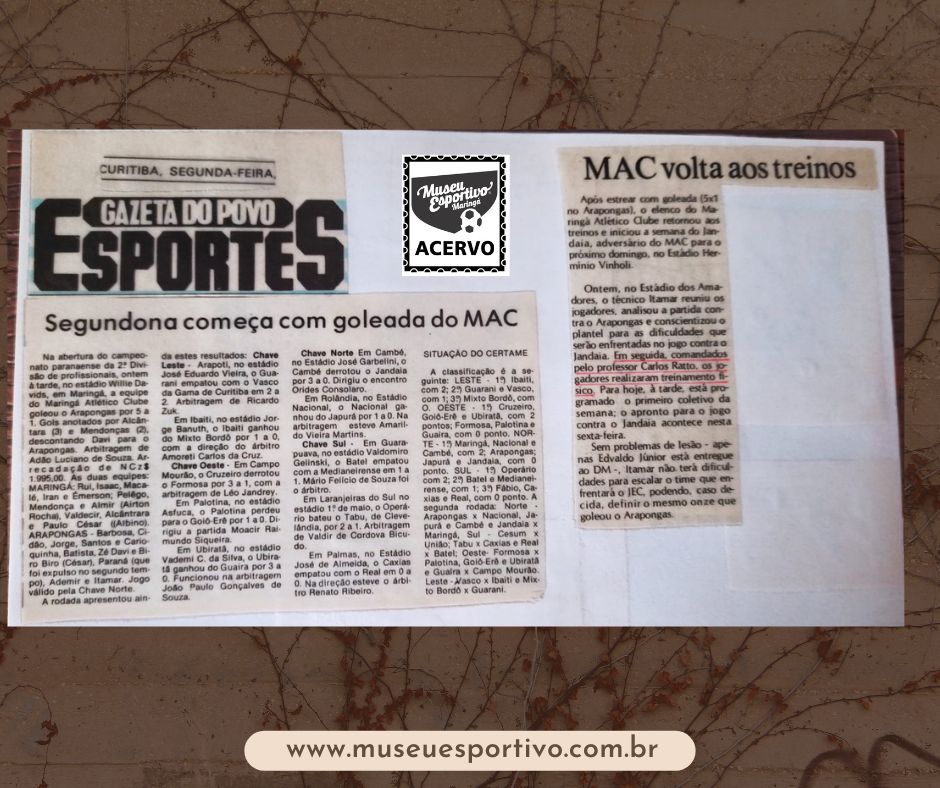 CURITIBA, SEGUNDA-FEIRA,
GAZETA DO POVO
ESPORTES
Museu
Esportivo
Maringá
ACERVO
Segundona começa com goleada do MAC
Na abertura do campeo-
nato paranaense da 2ª Divi-
são de profissionais, ontem
à tarde, no estádio Willie Da-
vids, em Maringá, a equipe
do Maringá Atlético Clube
goleou o Arapongas por 5 a
1. Gols anotados por Alcân-
tara (3) e Mendonças (2),
descontando Davi para o
Arapongas. Arbitragem de
Adão Luciano de Souza. Ar-
recadação de NCz$
1.995,00. As duas equipes:
MARINGÁ: Rui, Isaac, Maca-
lé, Iran e Émerson; Pelêgo,
Mendonça e Almir (Airton
Rocha), Valdecir, Alcântrara
e Paulo César ((Albino).
ARAPONGAS - Barbosa, Ci-
dão, Jorge, Santos e Cario-
quinha, Batista, Zé Davi e Bi-
ro Biro (César), Paraná (que
foi expulso no segundo tem-
po), Ademir e Itamar. Jogo
válido pela Chave Norte.
A rodada apresentou ain-
da estes resultados: Chave
Leste - Arapoti, no estádio
José Eduardo Vieira, o Gua-
rani empatou com o Vasco
da Gama de Curitiba em 2 a
2. Arbitragem de Ricardo
Zuk.
Em Ibaiti, no estádio Jor-
ge Banuth, o Ibaiti ganhou
do Mixto Bordô por 1 a 0,
com a direção do árbitro
Amoreti Carlos da Cruz.
Chave Oeste - Em Campo
Mourão, o Cruzeiro derrotou
o Formosa por 3 a 1, com a
arbitragem de Léo Jandrey.
Em Palotina, no estádio
Asfuca, o Palotina perdeu
para o Goiô-Erê por 1 a 0. Di-
rigiu a partida Moacir Rai-
mundo Siqueira.
Em Ubiratã, no estádio
Vademi C. da Silva, o Ubira-
tã ganhou do Guaira por 3 a
0. Funcionou na arbitragem
João Paulo Gonçalves de
Souza.
Chave Norte Em Cambé,
no Estádio José Garbelini, o
Cambé derrotou o Jandaia
por 3 a 0. Dirigiu o encontro
Orides Consolaro.
Em Rolândia, no Estádio
Nacional, o Nacional ga-
nhou do Japurá por 1 a 0. Na
arbitragem esteve Amaril-
do Vieira Martins.
Chave Sul - Em Guara-
puava, no estádio Valdomiro
Gelinski, o Batel empatou
com a Medianeirense em 1 a
1. Mário Felício de Souza foi
o árbitro.
Em Laranjeiras do Sul no
estádio 1º de maio, o Operá-
rio bateu o Tabu, de Cleve-
lândia, por 2 a 1. Arbitragem
de Valdir de Cordova Bicu-
do.
Em Palmas, no Estádio
José de Almeida, o Caxias
empatou com o Real em 0 a
0. Na direção esteve o árbi-
tro Renato Ribeiro.
SITUAÇÃO DO CERTAME
A classificação é a se-
guinte: LESTE - 1º) Ibaiti,
com 2; 2º) Guarani e Vasco,
com 1; 3º) Mixto Bordô, com
O. OESTE - 1º) Cruzeiro,
Goiô-Erê e Ubiratã, com 2
pontos; Formosa, Palotina e
Guaira, com 0 ponto. NOR-
TE - 1ª) Maringá, Nacional e
Cambé, com 2; Arapongas;
Japurá e Jandaia, com 0
ponto. SUL - 1º) Operário
com 2; 2º) Batel e Medianei-
rense, com 1; 3º) Fábio, Ca-
xias e Real, com 0 ponto. A
segunda rodada: Norte -
Arapongas x Nacional, Ja-
purá e Cambé e Jandaia x
Maringá, Sul - Cesum x
União; Tabu x Caxias e Real
x Batel; Oeste- Formosa x
Palotina, Goiô-Erê e Ubiratã
e Guaira x Campo Mourão.
Leste -Vasco x Ibaiti e Mix-
to Bordô x Guarani.
MAC volta aos treinos
Após estrear com goleada (5x1
no Arapongas), o elenco do Ma-
ringá Atlético Clube retornou aos
treinos e iniciou a semana do Jan-
daia, adversário do MAC para o
próximo domingo, no Estádio Her-
mínio Vinholi.
Ontem, no Estádio dos Ama-
dores, o técnico Itamar reuniu os
jogadores, analisou a partida con-
tra o Arapongas e conscientizou o
plantel para as dificuldades que
serão enfrentadas no jogo contra o
Jandaia. Em seguida, comandados
pelo professor Carlos Ratto, os jo-
gadores realizaram treinamento fí-
sico. Para hoje, à tarde, está pro-
gramado o primeiro coletivo da
semana; o apronto para o jogo
contra o Jandaia acontece nesta
sexta-feira.
Sem problemas de lesão - ape-
nas Edvaldo Júnior está entregue
ao DM -, Itamar não terá dificul-
dades para escalar o time que en-
frentará o JEC, podendo, caso de-
cida, definir o mesmo onze que
goleou o Arapongas.
www.museuesportivo.com.br